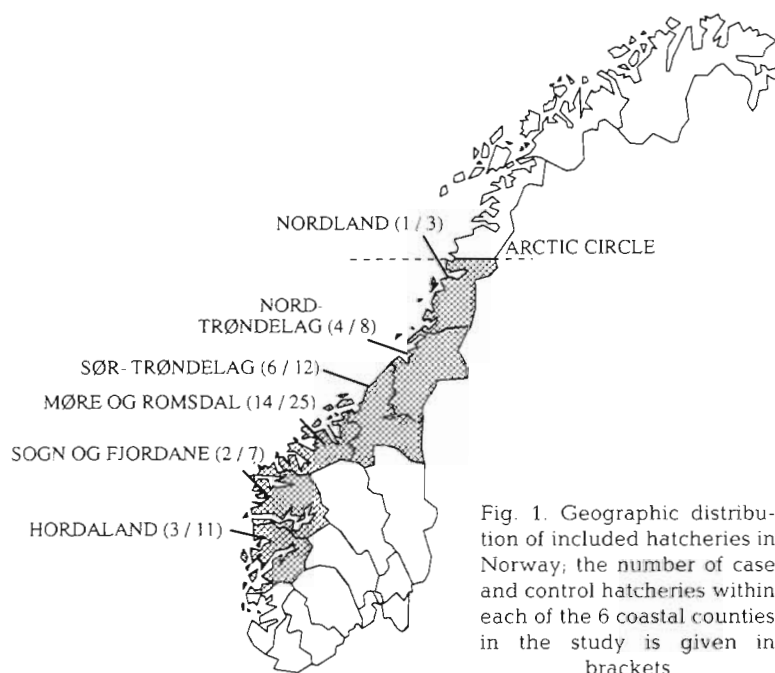 NORDLAND (1 / 3)
ARCTIC CIRCLE
NORD-
TRØNDELAG (4 / 8)
SØR- TRØNDELAG (6 / 12)
MØRE OG ROMSDAL (14 / 25)
SOGN OG FJORDANE (2 / 7)
HORDALAND (3 / 11)
Fig. 1. Geographic distribu-
tion of included hatcheries in
Norway; the number of case
and control hatcheries within
each of the 6 coastal counties
in the study is given in
brackets